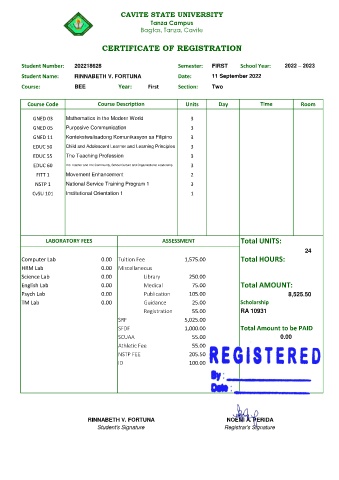 CAVITE STATE UNIVERSITY
Tanza Campus
Bagtas, Tanza, Cavite
CERTIFICATE OF REGISTRATION
Student Number: 202218628 Semester: FIRST School Year: 2022 – 2023
Student Name: RINNABETH V. FORTUNA Date: 11 September 2022
Course: BEE Year: First Section: Two
Course Code Course Description Units Day Time Room
GNED 03 Mathematics in the Modern World 3
GNED 05 Purposive Communication 3
GNED 11 Kontekstwalisadong Komunikasyon sa Filipino 3
EDUC 50 Child and Adolescent Learner and Learning Principles 3
EDUC 55 The Teaching Profession 3
EDUC 60 3
FITT 1 Movement Enhancement 2
NSTP 1 National Service Training Program 1 3
CvSU 101 Institutional Orientation 1 1
LABORATORY FEES ASSESSMENT Total UNITS:
24
Computer Lab 0.00 Tuition Fee 1,575.00 Total HOURS:
HRM Lab 0.00 Miscellaneous
Science Lab 0.00 Library 250.00
English Lab 0.00 Medical 75.00 Total AMOUNT:
Psych Lab 0.00 Publication 105.00 8,525.50
TM Lab 0.00 Guidance 25.00 Scholarship
Registration 55.00 RA 10931
SRF 5,025.00
SFDF 1,000.00 Total Amount to be PAID
SCUAA 55.00 0.00
Athletic Fee 55.00
NSTP FEE 205.50
ID 100.00
REGISTERED
By:
Date:
RINNABETH V. FORTUNA NOEMI A. PERIDA
Student's Signature Registrar's Signature